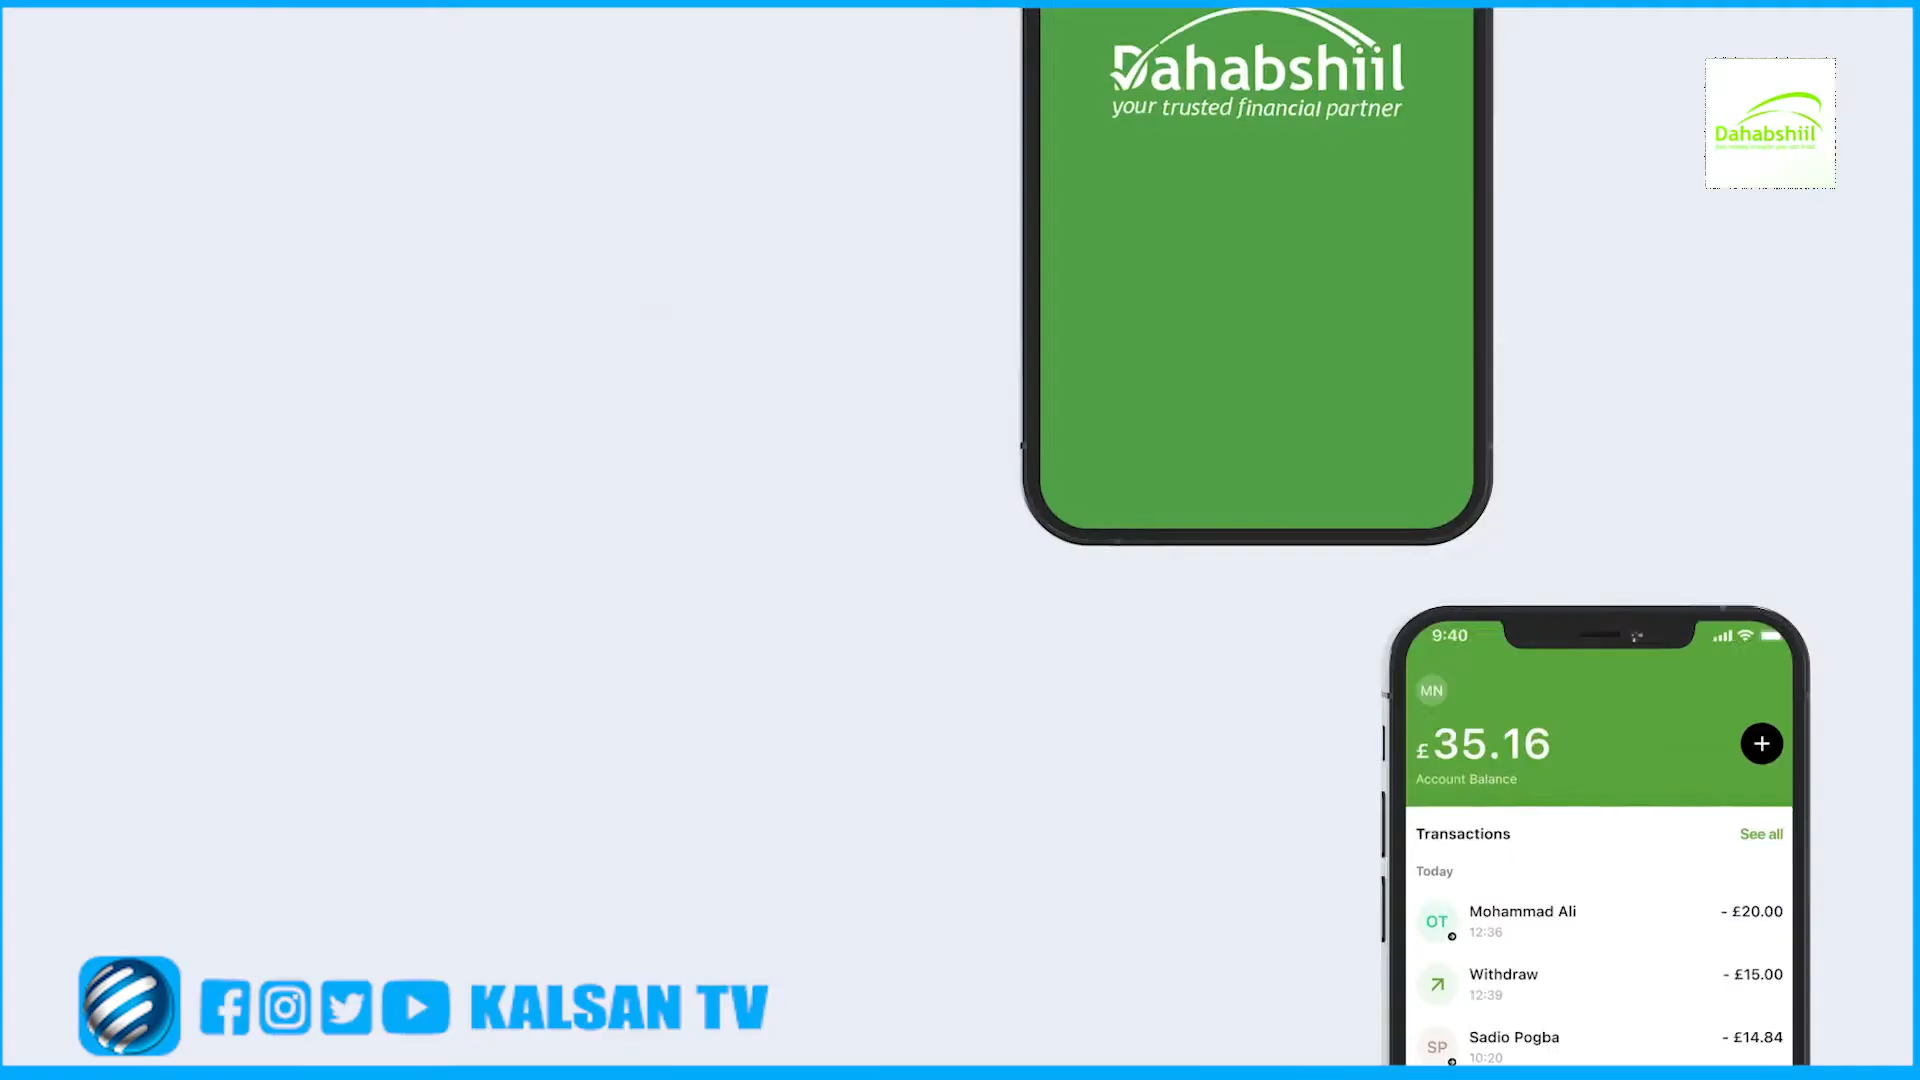 Dahabshiil
your trusted financial partner
Dahabshiil
9:40
MN
£35.16
Account Balance
+
Transactions
See all
Today
OT
Mohammad Ali
- £20.00
12:36
Withdraw
- £15.00
12:39
SP
Sadio Pogba
- £14.84
10:20
KALSAN TV